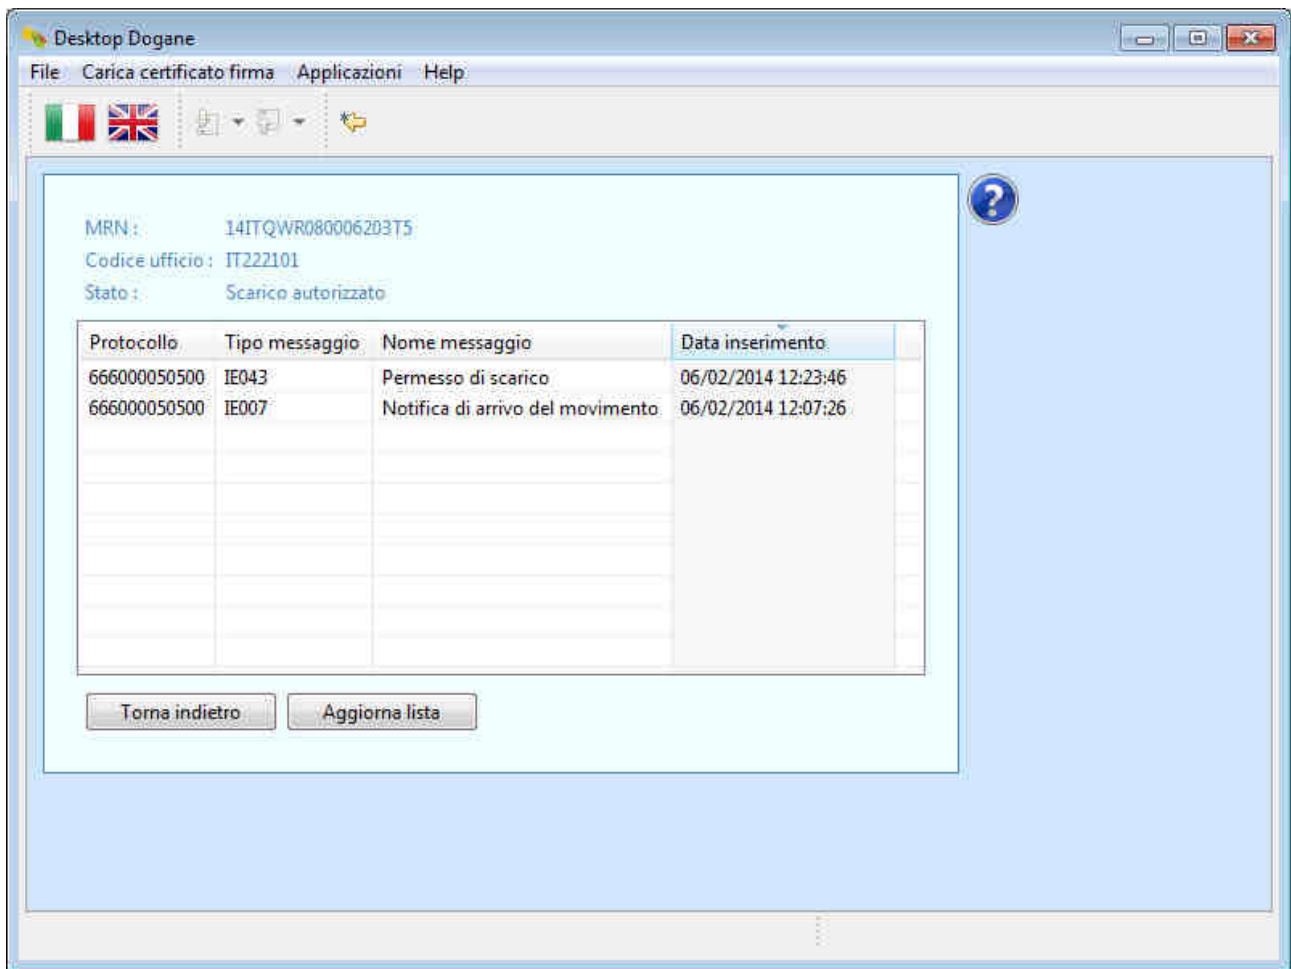 Desktop Dogane
File Carica certificato firma Applicazioni Help
MRN : 14ITQWR080006203T5
Codice ufficio : IT222101
Stato : Scarico autorizzato
Protocollo Tipo messaggio Nome messaggio Data inserimento
666000050500 IE043 Permesso di scarico 06/02/2014 12:23:46
666000050500 IE007 Notifica di arrivo del movimento 06/02/2014 12:07:26
Torna indietro Aggiorna lista